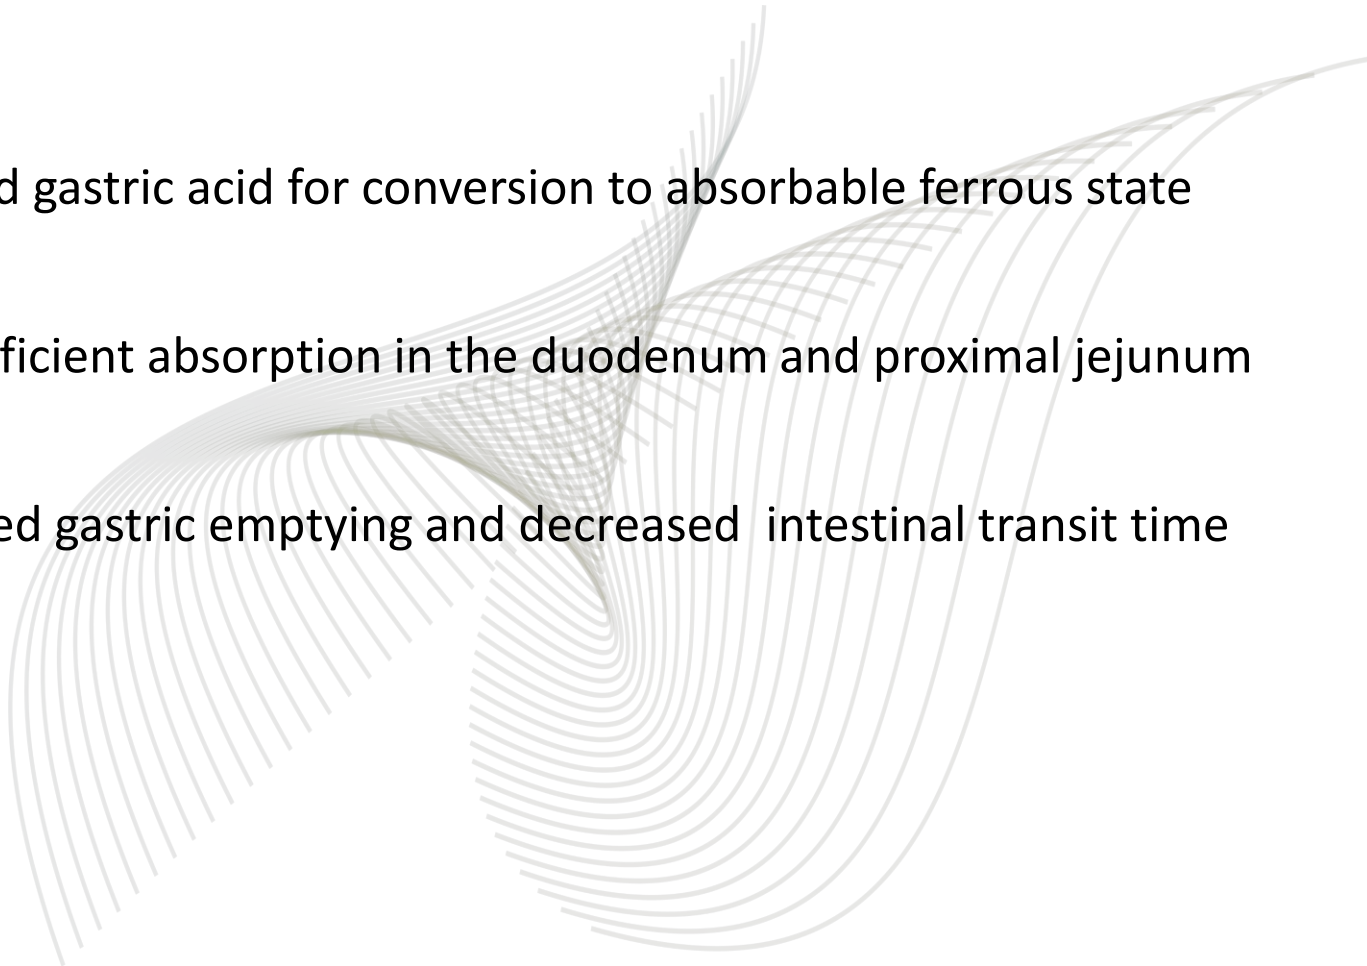 d gastric acid for conversion to absorbable ferrous state
ficient absorption in the duodenum and proximal jejunum
ed gastric emptying and decreased  intestinal transit time